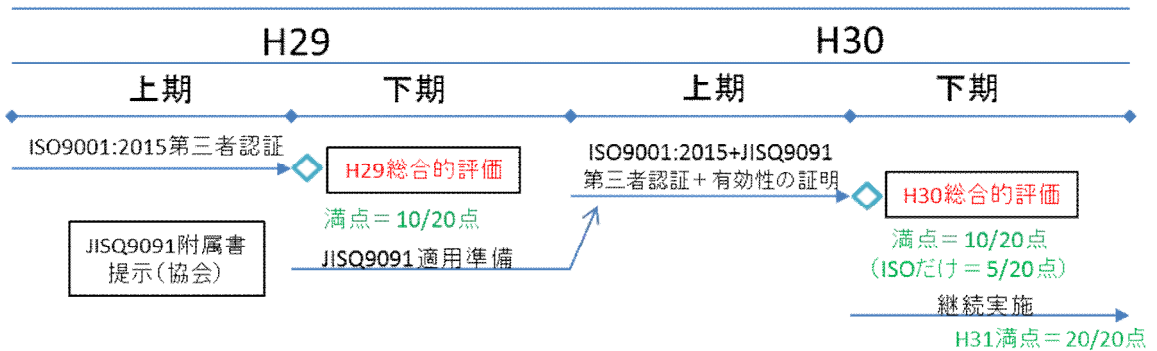 H29
H30
上期
下期
上期
下期
ISO9001:2015第三者認証
H29総合的評価
満点＝10/20点
JISQ9091附属書
提示(協会)
JISQ9091適用準備
ISO9001:2015+JISQ9091
第三者認証＋有効性の証明
H30総合的評価
満点＝10/20点
(ISOだけ＝5/20点)
継続実施
H31満点＝20/20点